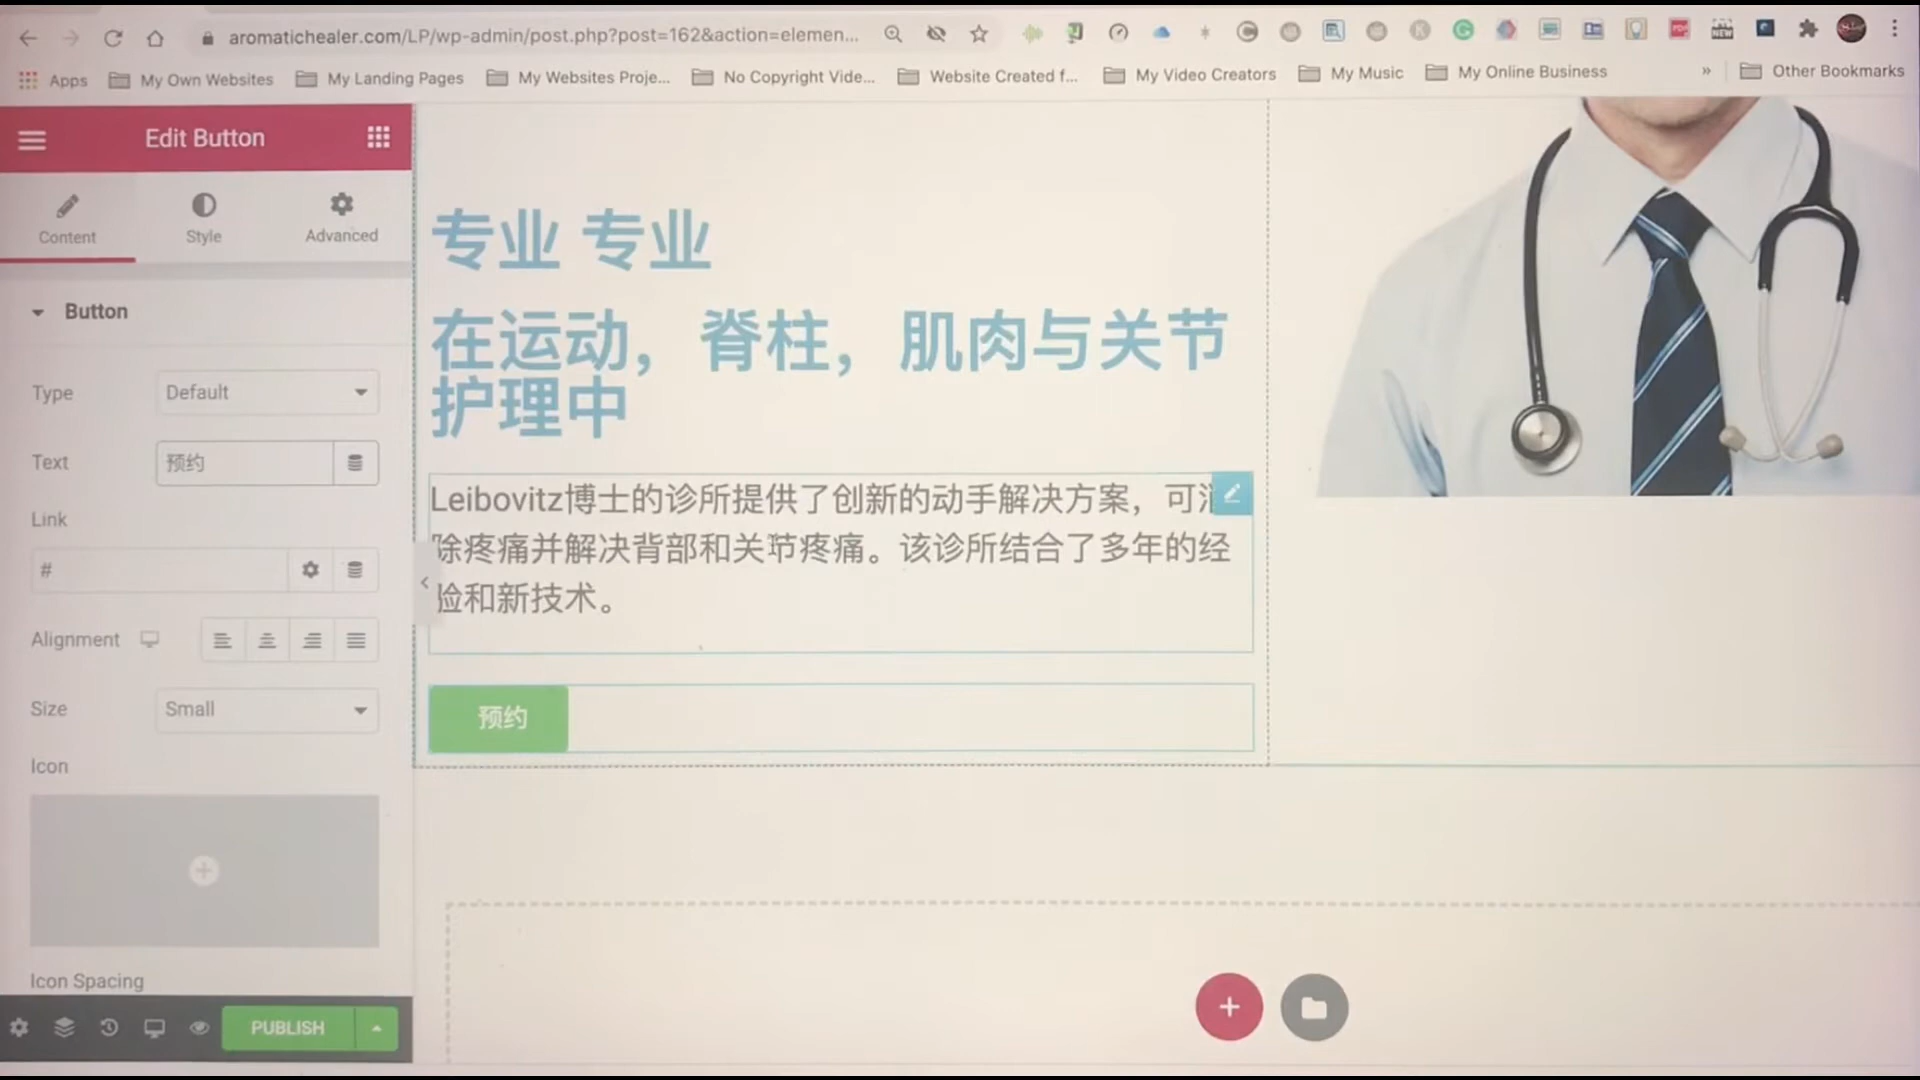 aromatichealer.com/LP/wp-admin/post.php?post=162&action=elemen...
Apps
My Own Websites
My Landing Pages
My Websites Proje...
No Copyright Vide...
Website Created f...
My Video Creators
My Music
My Online Business
»
Other Bookmarks
Edit Button
Content
Style
Advanced
Button
Type
Default
Text
预约
Link
#
Alignment
Size
Small
Icon
Icon Spacing
PUBLISH
专业 专业
在运动，脊柱，肌肉与关节
护理中
Leibovitz博士的诊所提供了创新的动手解决方案，可消
除疼痛并解决背部和关节疼痛。该诊所结合了多年的经
验和新技术。
预约